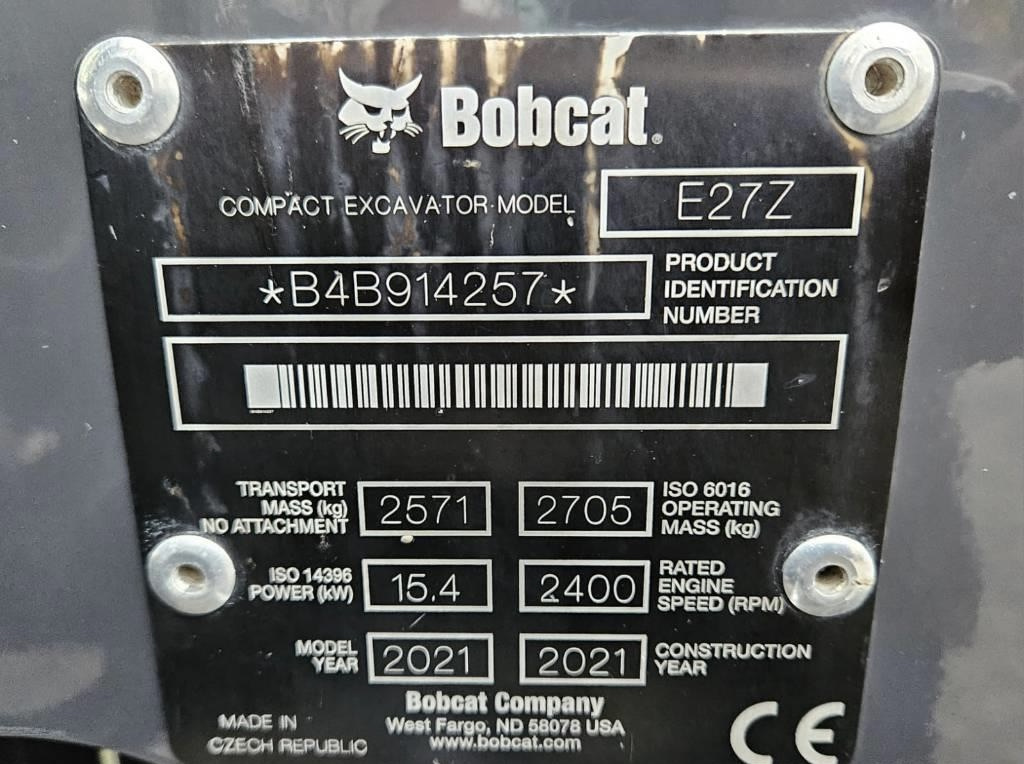 Bobcat®
COMPACT EXCAVATOR MODEL E27Z
*B4B914257*
PRODUCT
IDENTIFICATION
NUMBER
TRANSPORT
MASS (kg)
NO ATTACHMENT
2571
2705
ISO 6016
OPERATING
MASS (kg)
ISO 14396
POWER (kW)
15.4
2400
RATED
ENGINE
SPEED (RPM)
MODEL
YEAR
2021
2021
CONSTRUCTION
YEAR
Bobcat Company
West Fargo, ND 58078 USA
www.bobcat.com
MADE IN
CZECH REPUBLIC
CE